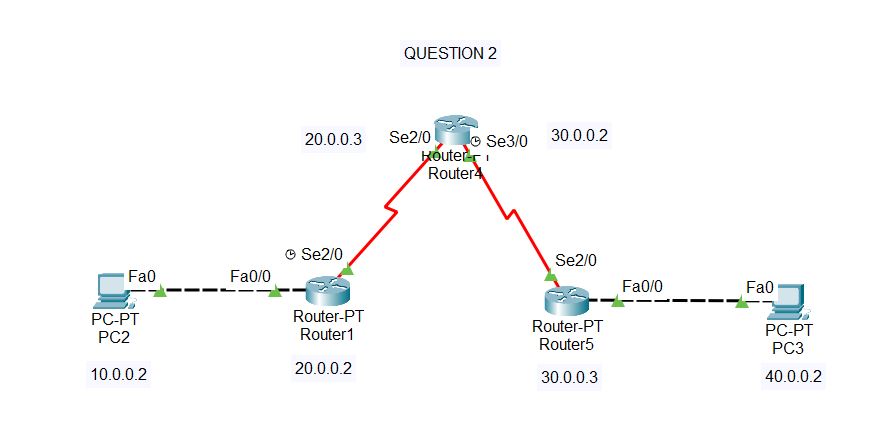 QUESTION 2
20.0.0.3
Se2/0
Se3/0
30.0.0.2
Router4
Se2/0
Se2/0
Fa0
Fa0/0
Fa0/0
Fa0
PC-PT
PC2
Router-PT
Router1
Router-PT
Router5
PC-PT
PC3
10.0.0.2
20.0.0.2
30.0.0.3
40.0.0.2